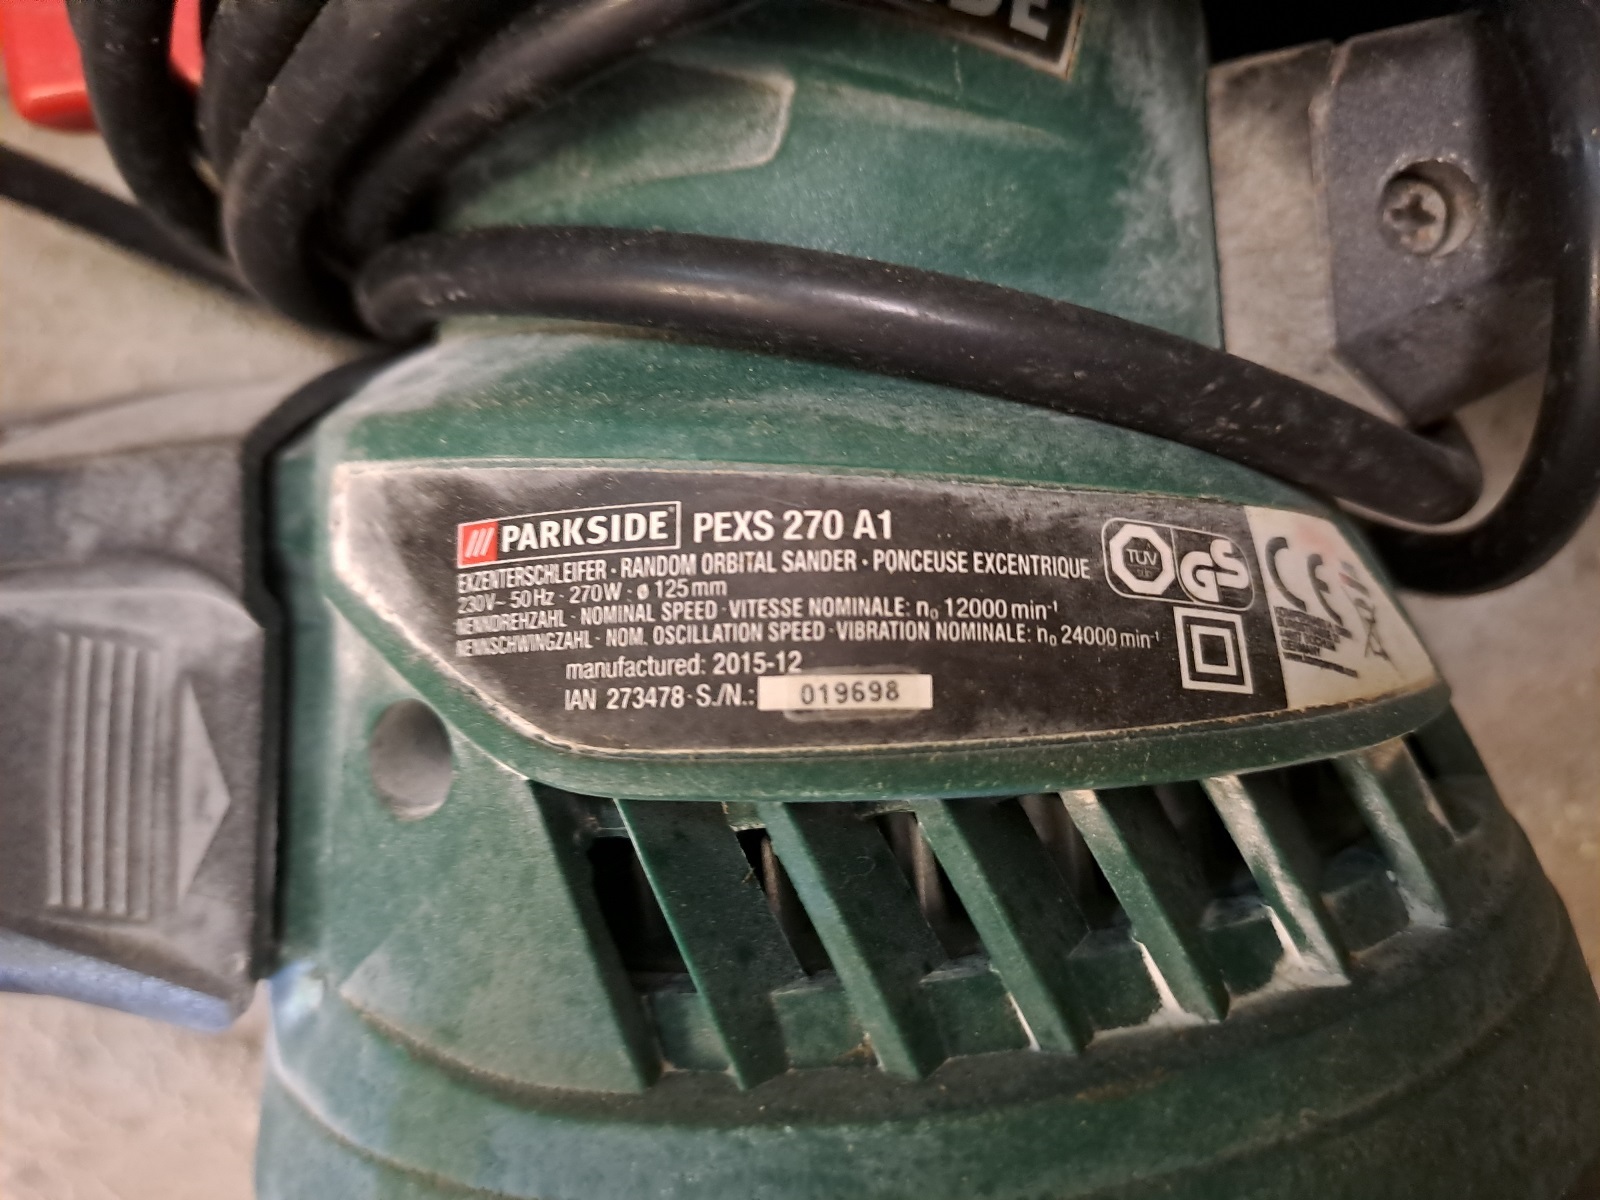 DE
PARKSIDE PEXS 270 A1
EXZENTERSCHLEIFER · RANDOM ORBITAL SANDER · PONCEUSE EXCENTRIQUE
230V~ 50Hz · 270W · ø 125mm
NENNDREHZAHL · NOMINAL SPEED · VITESSE NOMINALE: n₀ 12000 min⁻¹
NENNSCHWINGZAHL · NOM. OSCILLATION SPEED · VIBRATION NOMINALE: n₀ 24000 min⁻¹
manufactured: 2015-12
IAN 273478 · S./N.: 019698
TÜV
GS
CE